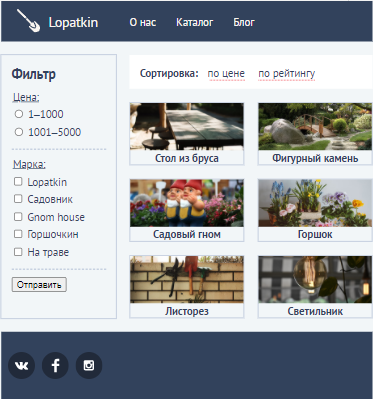 Lopatkin О нас Каталог Блог
Фильтр
Цена:
1–1000
1001–5000
Марка:
Lopatkin
Садовник
Gnom house
Горшочкин
На траве
Отправить
Сортировка: по цене по рейтингу
Стол из бруса
Фигурный камень
Садовый гном
Горшок
Листорез
Светильник